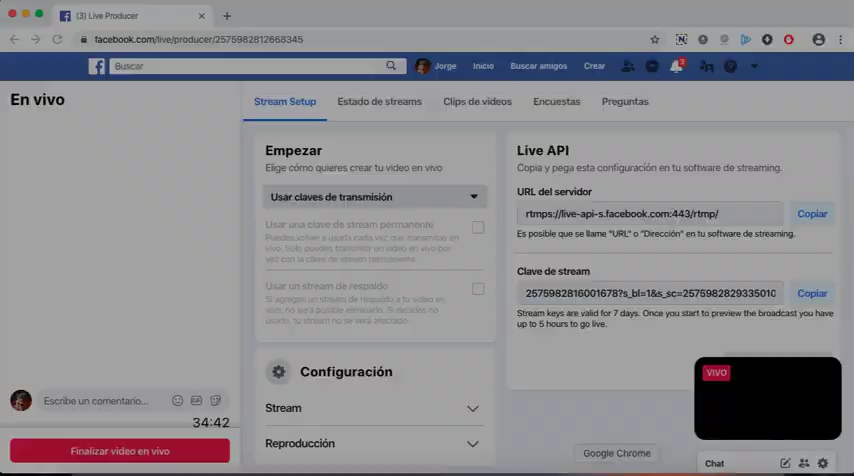 (3) Live Producer
facebook.com/live/producer/2575982812668345
Buscar
Jorge
Inicio
Buscar amigos
Crear
3
En vivo
Stream Setup
Estado de streams
Clips de videos
Encuestas
Preguntas
Empezar
Elige cómo quieres crear tu video en vivo
Usar claves de transmisión
Usar una clave de stream permanente
Puedes volver a usarla cada vez que transmitas en
vivo. Solo puedes transmitir un video en vivo por
vez con la clave de stream permanente.
Usar un stream de respaldo
Si agregas un stream de respaldo a tu video en
vivo, no será posible eliminarlo. Si decides no
usarlo, tu stream no se verá afectado.
Configuración
Stream
Reproducción
Live API
Copia y pega esta configuración en tu software de streaming.
URL del servidor
rtmps://live-api-s.facebook.com:443/rtmp/
Copiar
Es posible que se llame "URL" o "Dirección" en tu software de streaming.
Clave de stream
2575982816001678?s_bl=1&s_sc=2575982829335010
Copiar
Stream keys are valid for 7 days. Once you start to preview the broadcast you have
up to 5 hours to go live.
VIVO
Escribe un comentario...
GIF
34:42
Finalizar video en vivo
Google Chrome
Chat